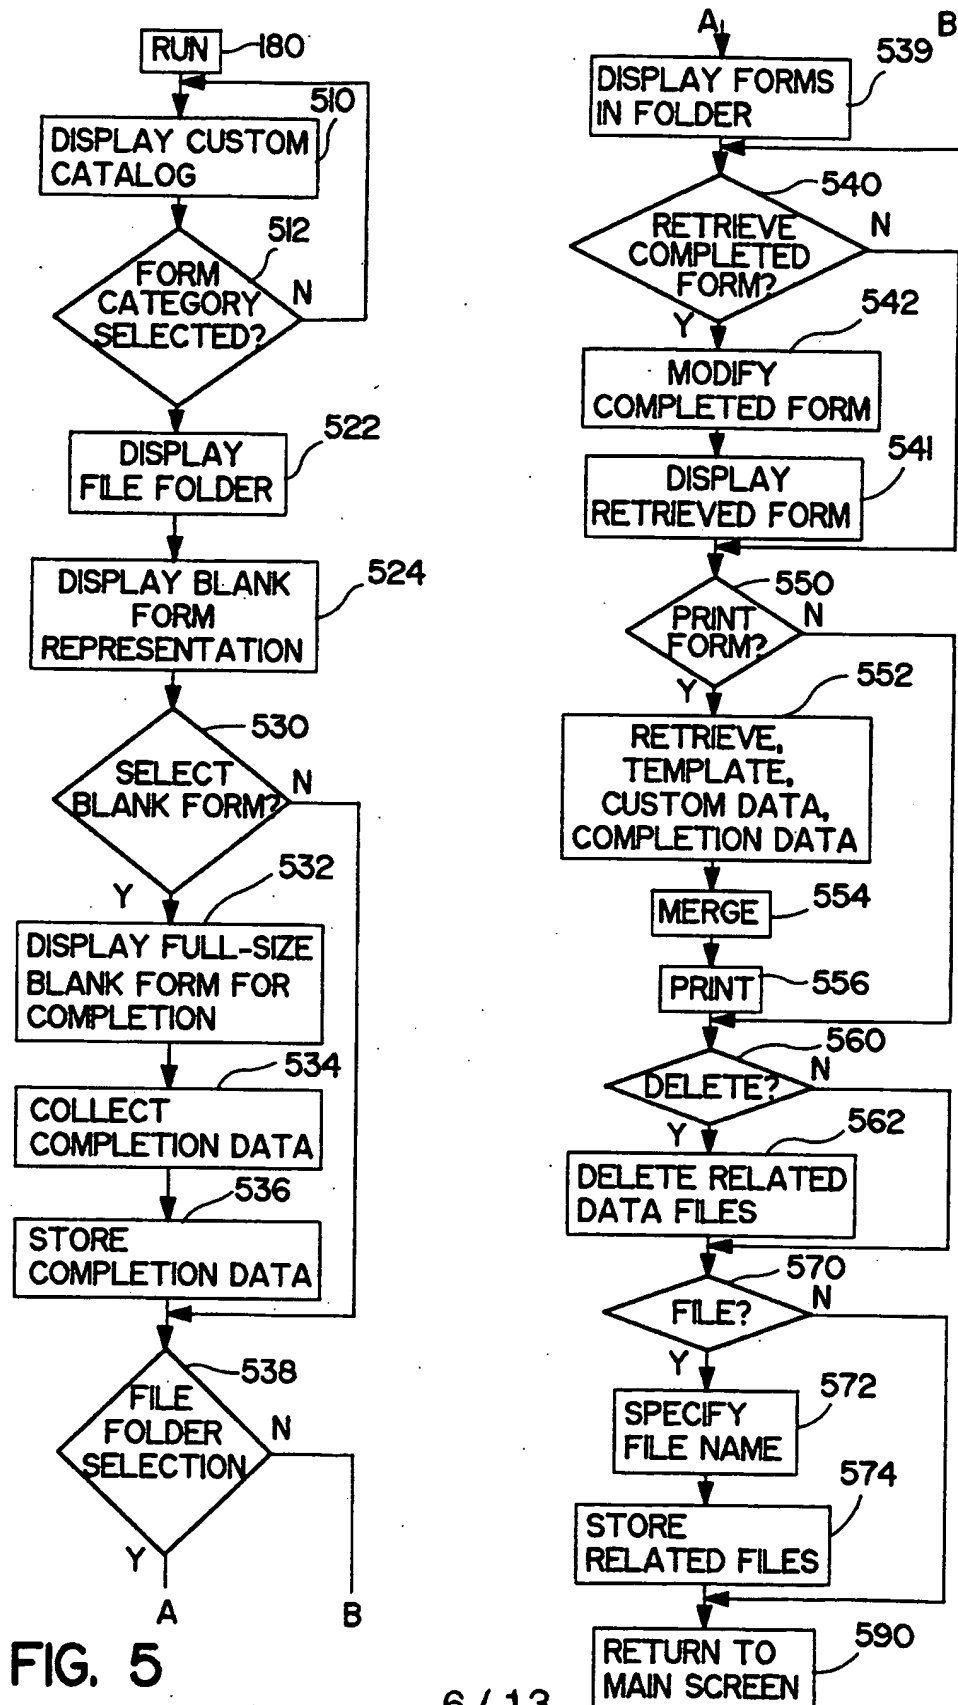 RUN
180
510
DISPLAY CUSTOM
CATALOG
512
FORM
CATEGORY
SELECTED?
N
522
DISPLAY
FILE FOLDER
524
DISPLAY BLANK
FORM
REPRESENTATION
530
SELECT
BLANK FORM?
N
Y
532
DISPLAY FULL-SIZE
BLANK FORM FOR
COMPLETION
534
COLLECT
COMPLETION DATA
536
STORE
COMPLETION DATA
538
FILE
FOLDER
SELECTION
N
Y
A
B
FIG. 5
A
B
539
DISPLAY FORMS
IN FOLDER
540
RETRIEVE
COMPLETED
FORM?
N
Y
542
MODIFY
COMPLETED FORM
541
DISPLAY
RETRIEVED FORM
550
PRINT
FORM?
N
Y
552
RETRIEVE,
TEMPLATE,
CUSTOM DATA,
COMPLETION DATA
MERGE
554
PRINT
556
560
DELETE?
N
Y
562
DELETE RELATED
DATA FILES
570
FILE?
N
Y
572
SPECIFY
FILE NAME
574
STORE
RELATED FILES
590
RETURN TO
MAIN SCREEN
6 / 13